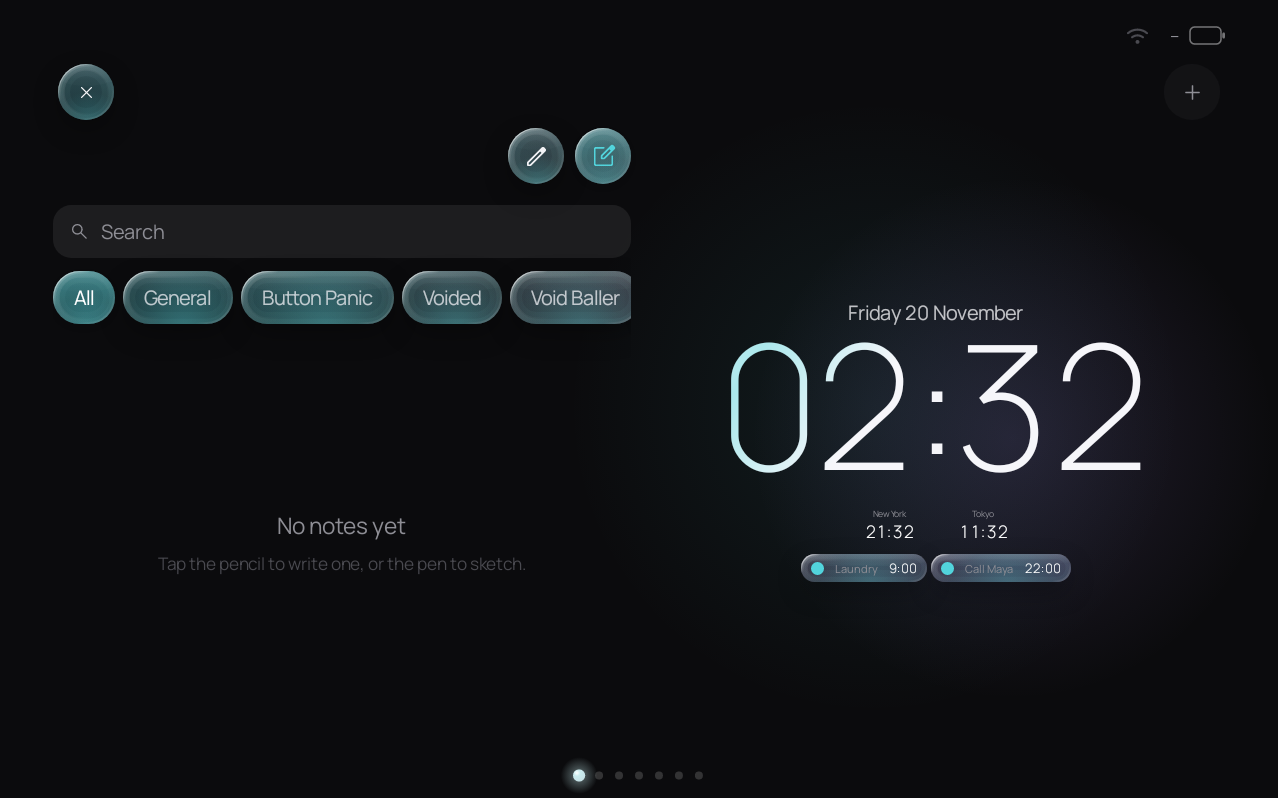 Search
All
General
Button Panic
Voided
Void Baller
No notes yet
Tap the pencil to write one, or the pen to sketch.
Friday 20 November
02:32
New York
Tokyo
21:32
11:32
Laundry 9:00
Call Maya 22:00